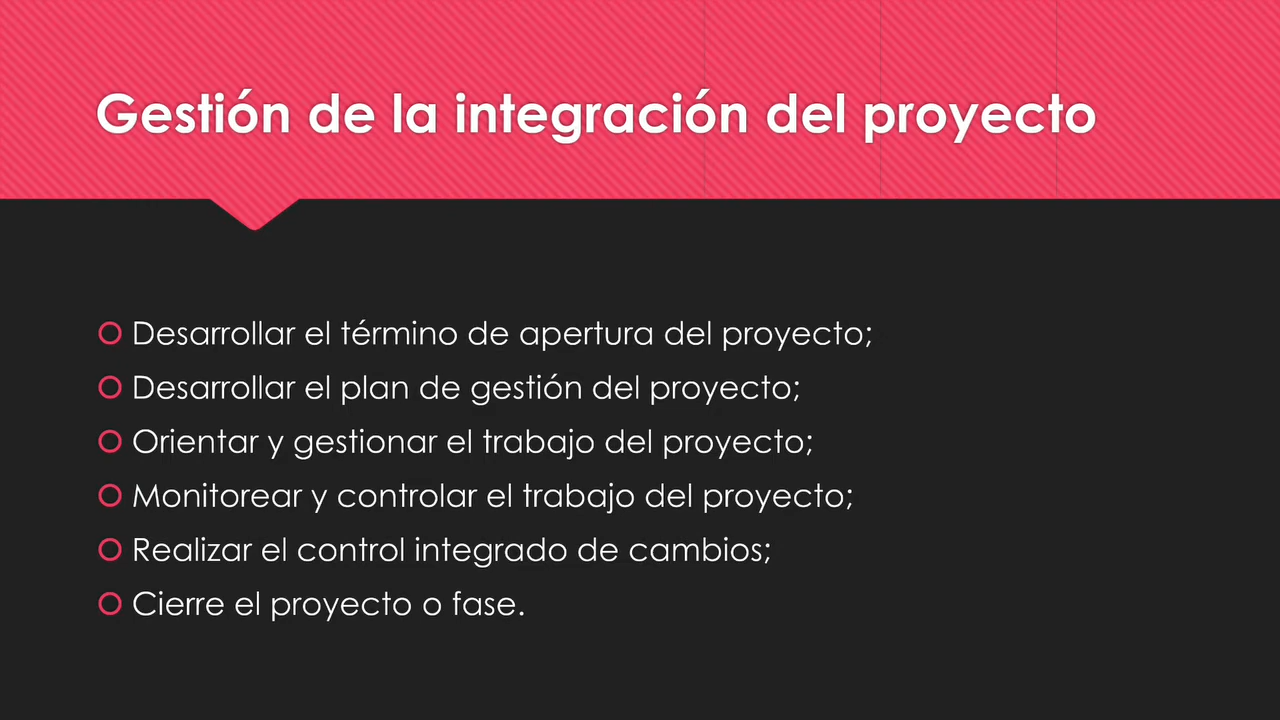 Gestión de la integración del proyecto
Desarrollar el término de apertura del proyecto;
Desarrollar el plan de gestión del proyecto;
Orientar y gestionar el trabajo del proyecto;
Monitorear y controlar el trabajo del proyecto;
Realizar el control integrado de cambios;
Cierre el proyecto o fase.